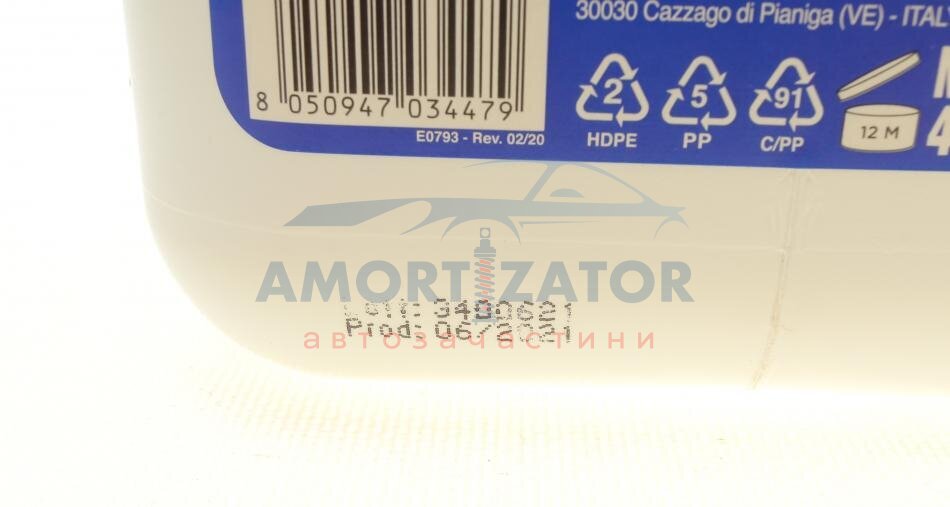 30030 Cazzago di Pianiga (VE) - ITALY
8 050947 034479
2 5 91
HDPE PP C/PP
12 M
E0793 - Rev. 02/20
AMORTIZATOR
Prod: 06/2021
автозапчастини